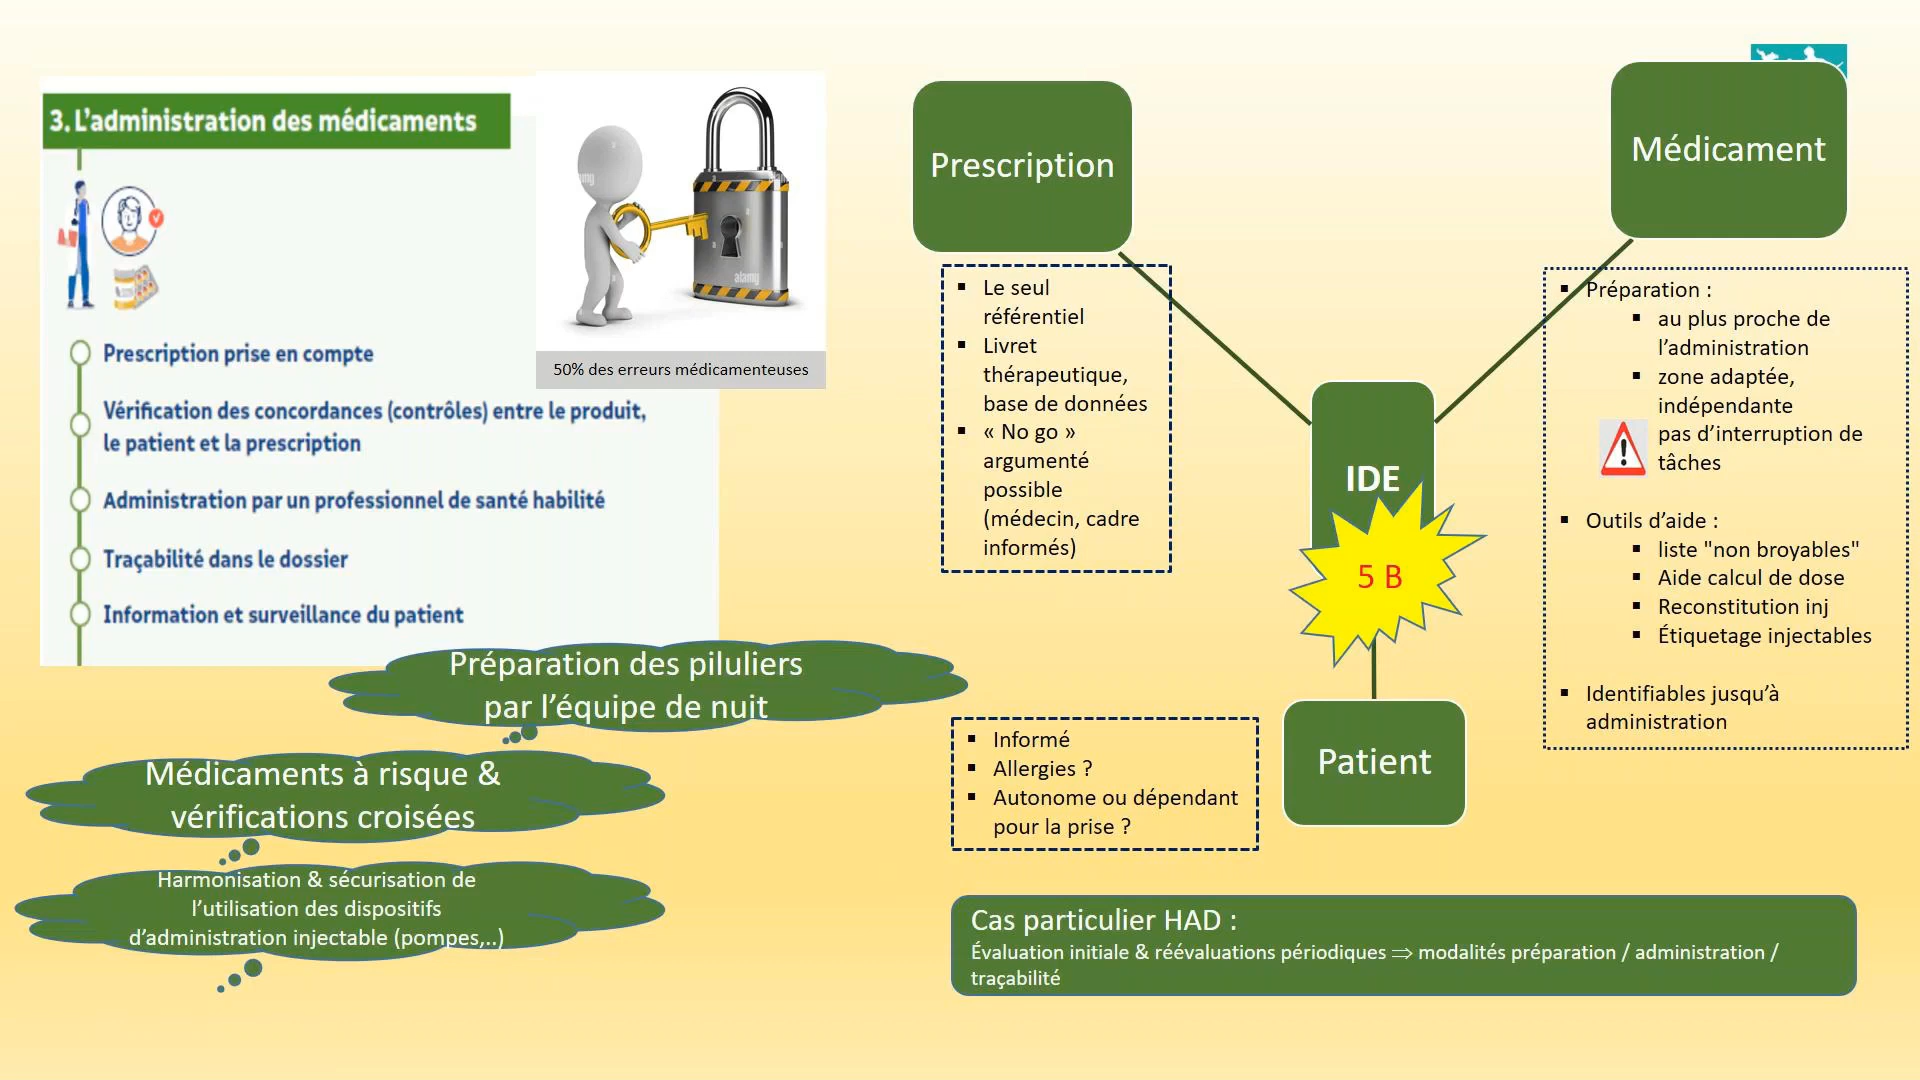 3. L'administration des médicaments
50% des erreurs médicamenteuses
Prescription prise en compte
Vérification des concordances (contrôles) entre le produit,
le patient et la prescription
Administration par un professionnel de santé habilité
Traçabilité dans le dossier
Information et surveillance du patient
Préparation des piluliers
par l'équipe de nuit
Médicaments à risque &
vérifications croisées
Harmonisation & sécurisation de
l'utilisation des dispositifs
d'administration injectable (pompes,..)
Prescription
Le seul
référentiel
Livret
thérapeutique,
base de données
« No go »
argumenté
possible
(médecin, cadre
informés)
Médicament
Préparation :
au plus proche de
l'administration
zone adaptée,
indépendante
pas d'interruption de
tâches
Outils d'aide :
liste "non broyables"
Aide calcul de dose
Reconstitution inj
Étiquetage injectables
Identifiables jusqu'à
administration
IDE
5 B
Patient
Informé
Allergies ?
Autonome ou dépendant
pour la prise ?
Cas particulier HAD :
Évaluation initiale & réévaluations périodiques ⇒ modalités préparation / administration /
traçabilité
alamy